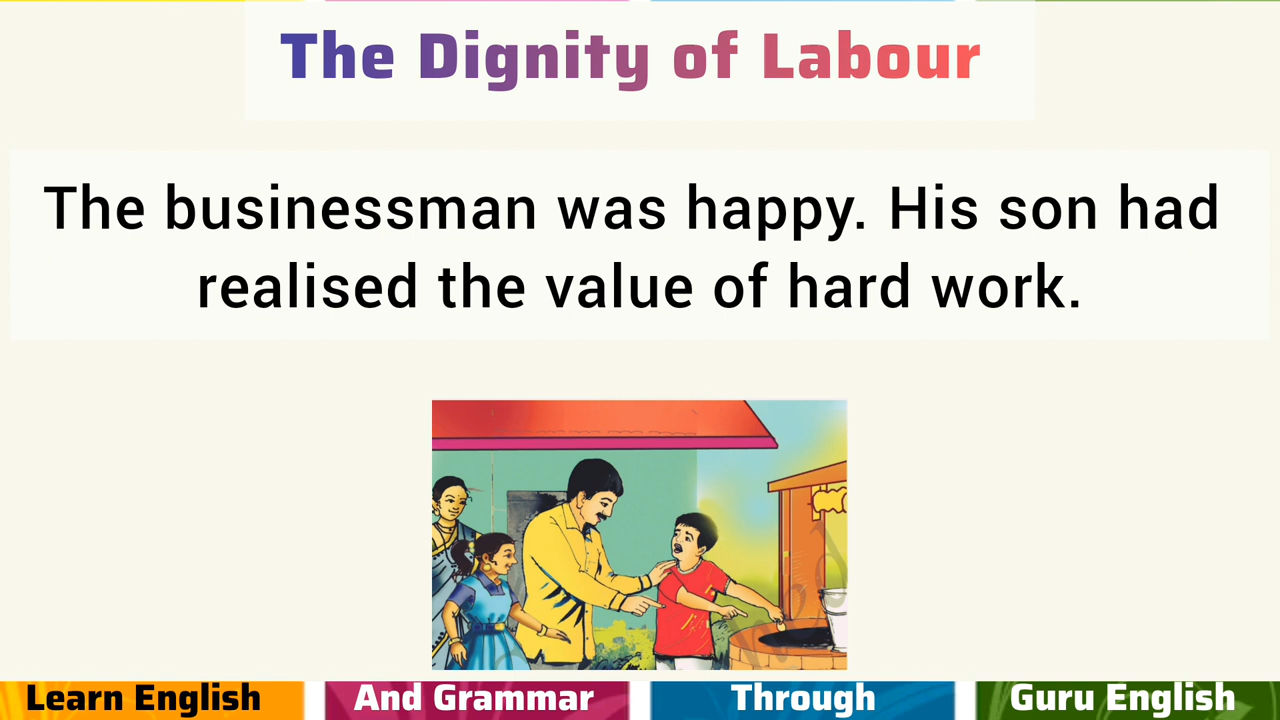 The Dignity of Labour
The businessman was happy. His son had
realised the value of hard work.
Learn English
And Grammar
Through
Guru English